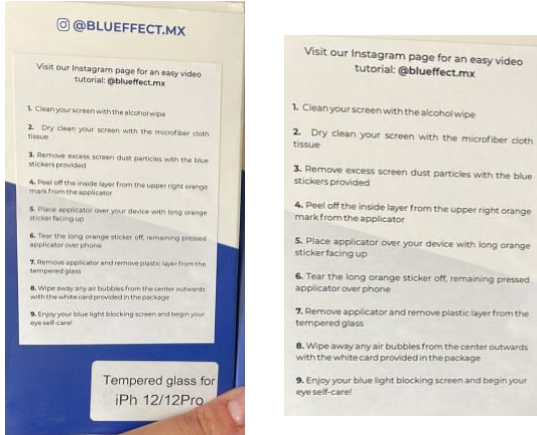 @BLUEFFECT.MX
Visit our Instagram page for an easy video
tutorial: @blueffect.mx
1. Clean your screen with the alcohol wipe
2. Dry clean your screen with the microfiber cloth
tissue
3. Remove excess screen dust particles with the blue
stickers provided
4. Peel off the inside layer from the upper right orange
mark from the applicator
5. Place applicator over your device with long orange
sticker facing up
6. Tear the long orange sticker off, remaining pressed
applicator over phone
7. Remove applicator and remove plastic layer from the
tempered glass
8. Wipe away any air bubbles from the center outwards
with the white card provided in the package
9. Enjoy your blue light blocking screen and begin your
eye self-care!
Tempered glass for
iPh 12/12Pro
Visit our Instagram page for an easy video
tutorial: @blueffect.mx
1. Clean your screen with the alcohol wipe
2. Dry clean your screen with the microfiber cloth
tissue
3. Remove excess screen dust particles with the blue
stickers provided
4. Peel off the inside layer from the upper right orange
mark from the applicator
5. Place applicator over your device with long orange
sticker facing up
6. Tear the long orange sticker off, remaining pressed
applicator over phone
7. Remove applicator and remove plastic layer from the
tempered glass
8. Wipe away any air bubbles from the center outwards
with the white card provided in the package
9. Enjoy your blue light blocking screen and begin your
eye self-care!